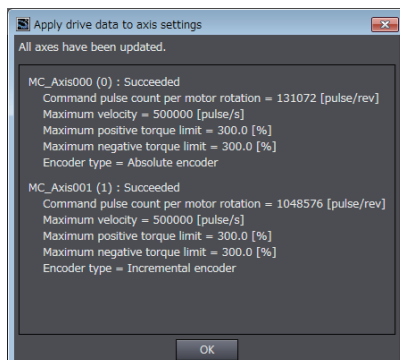 Apply drive data to axis settings
All axes have been updated.
MC_Axis000 (0) : Succeeded
Command pulse count per motor rotation = 131072 [pulse/rev]
Maximum velocity = 500000 [pulse/s]
Maximum positive torque limit = 300.0 [%]
Maximum negative torque limit = 300.0 [%]
Encoder type = Absolute encoder
MC_Axis001 (1) : Succeeded
Command pulse count per motor rotation = 1048576 [pulse/rev]
Maximum velocity = 500000 [pulse/s]
Maximum positive torque limit = 300.0 [%]
Maximum negative torque limit = 300.0 [%]
Encoder type = Incremental encoder
OK